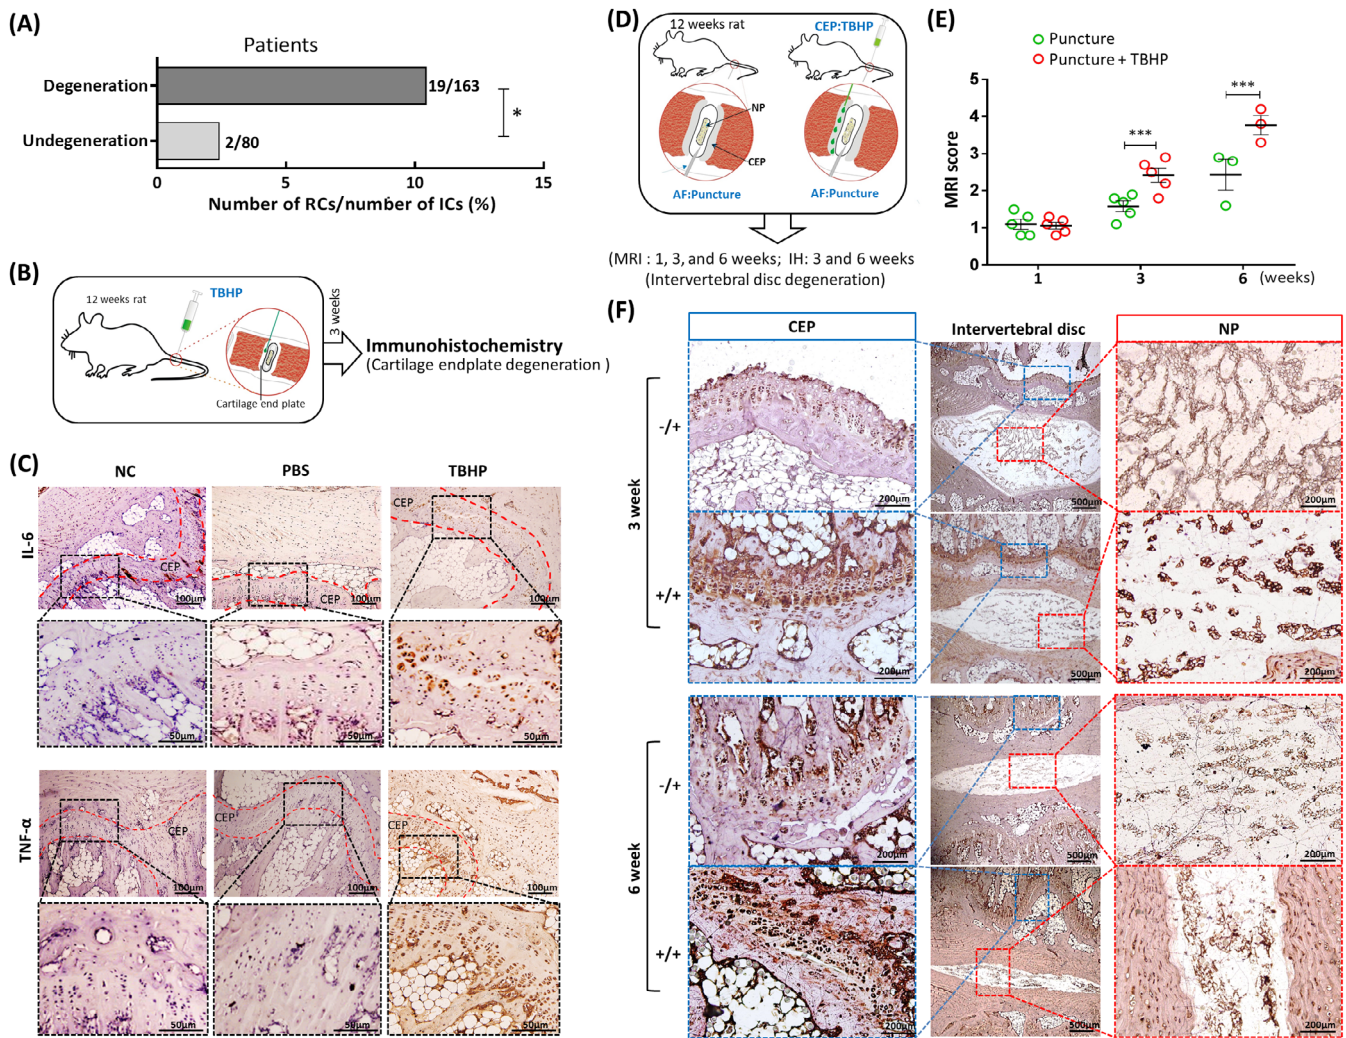 (A)
Patients
Degeneration
19/163
*
Undegeneration
2/80
0
5
10
15
Number of RCs/number of ICs (%)
(B)
12 weeks rat
TBHP
Cartilage end plate
3 weeks
Immunohistochemistry
(Cartilage endplate degeneration )
(C)
NC
PBS
TBHP
IL-6
CEP
100μm
CEP
100μm
CEP
100μm
50μm
50μm
50μm
TNF-α
CEP
100μm
CEP
100μm
CEP
100μm
50μm
50μm
50μm
(D)
12 weeks rat
CEP:TBHP
NP
CEP
AF:Puncture
AF:Puncture
(MRI : 1, 3, and 6 weeks; IH: 3 and 6 weeks
(Intervertebral disc degeneration)
(E)
Puncture
Puncture + TBHP
MRI score
5
4
3
2
1
0
***
***
1
3
6
(weeks)
(F)
CEP
Intervertebral disc
NP
3 week
-/+
200μm
500μm
200μm
+/+
200μm
500μm
200μm
6 week
-/+
200μm
500μm
200μm
+/+
200μm
500μm
200μm